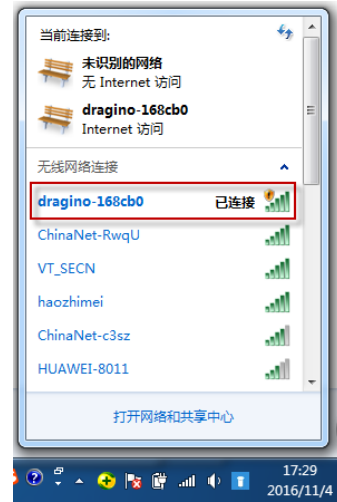 当前连接到:
未识别的网络
无 Internet 访问
dragino-168cb0
Internet 访问
无线网络连接
dragino-168cb0 已连接
ChinaNet-RwqU
VT_SECN
haozhimei
ChinaNet-c3sz
HUAWEI-8011
打开网络和共享中心
17:29
2016/11/4